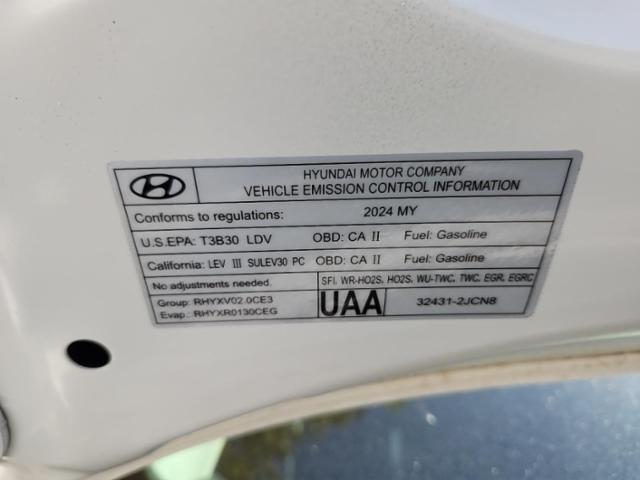 HYUNDAI MOTOR COMPANY
VEHICLE EMISSION CONTROL INFORMATION
Conforms to regulations: 2024 MY
U.S.EPA: T3B30 LDV OBD: CA II Fuel: Gasoline
California: LEV III SULEV30 PC OBD: CA II Fuel: Gasoline
No adjustments needed. SFI, WR-HO2S, HO2S, WU-TWC, TWC, EGR, EGRC
Group: RHYXV02.0CE3
Evap.: RHYXR0130CEG
UAA 32431-2JCN8